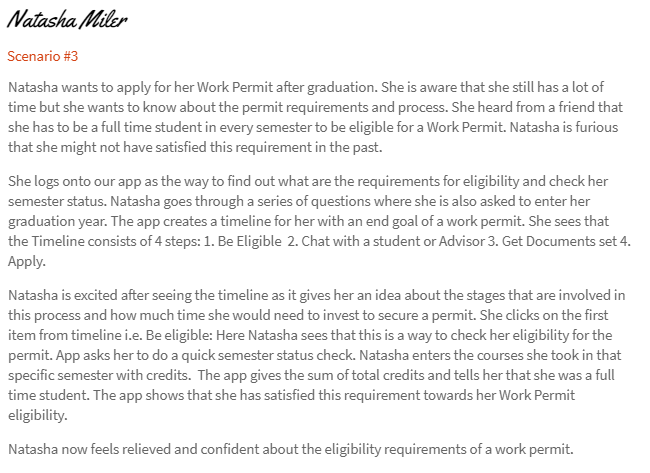 Natasha Miler
Scenario #3
Natasha wants to apply for her Work Permit after graduation. She is aware that she still has a lot of
time but she wants to know about the permit requirements and process. She heard from a friend that
she has to be a full time student in every semester to be eligible for a Work Permit. Natasha is furious
that she might not have satisfied this requirement in the past.
She logs onto our app as the way to find out what are the requirements for eligibility and check her
semester status. Natasha goes through a series of questions where she is also asked to enter her
graduation year. The app creates a timeline for her with an end goal of a work permit. She sees that
the Timeline consists of 4 steps: 1. Be Eligible 2. Chat with a student or Advisor 3. Get Documents set 4.
Apply.
Natasha is excited after seeing the timeline as it gives her an idea about the stages that are involved in
this process and how much time she would need to invest to secure a permit. She clicks on the first
item from timeline i.e. Be eligible: Here Natasha sees that this is a way to check her eligibility for the
permit. App asks her to do a quick semester status check. Natasha enters the courses she took in that
specific semester with credits. The app gives the sum of total credits and tells her that she was a full
time student. The app shows that she has satisfied this requirement towards her Work Permit
eligibility.
Natasha now feels relieved and confident about the eligibility requirements of a work permit.